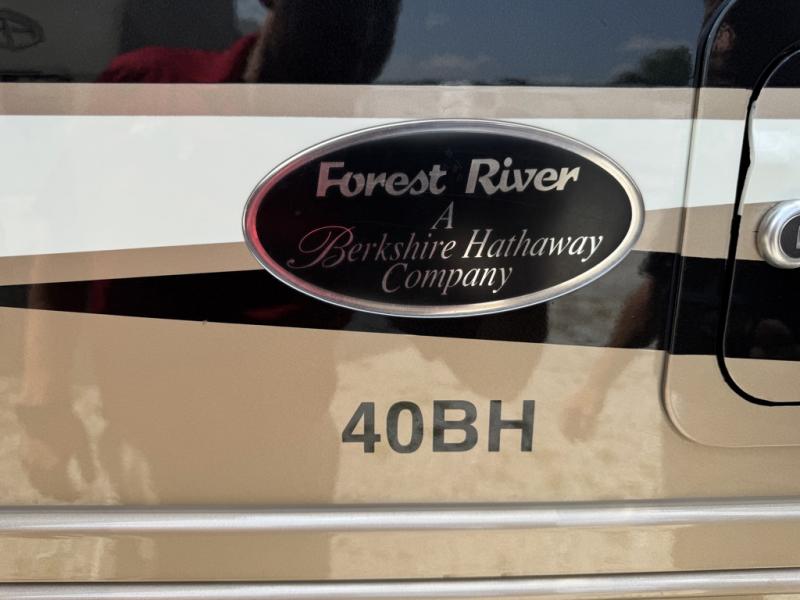 Forest River
A
Berkshire Hathaway
Company
40BH